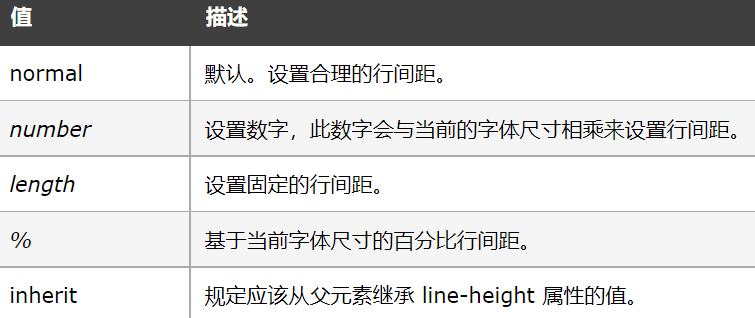 值 描述
normal 默认。设置合理的行间距。
number 设置数字，此数字会与当前的字体尺寸相乘来设置行间距。
length 设置固定的行间距。
% 基于当前字体尺寸的百分比行间距。
inherit 规定应该从父元素继承 line-height 属性的值。